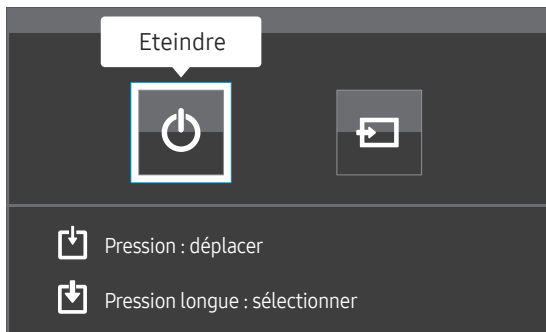 Eteindre
Pression : déplacer
Pression longue : sélectionner